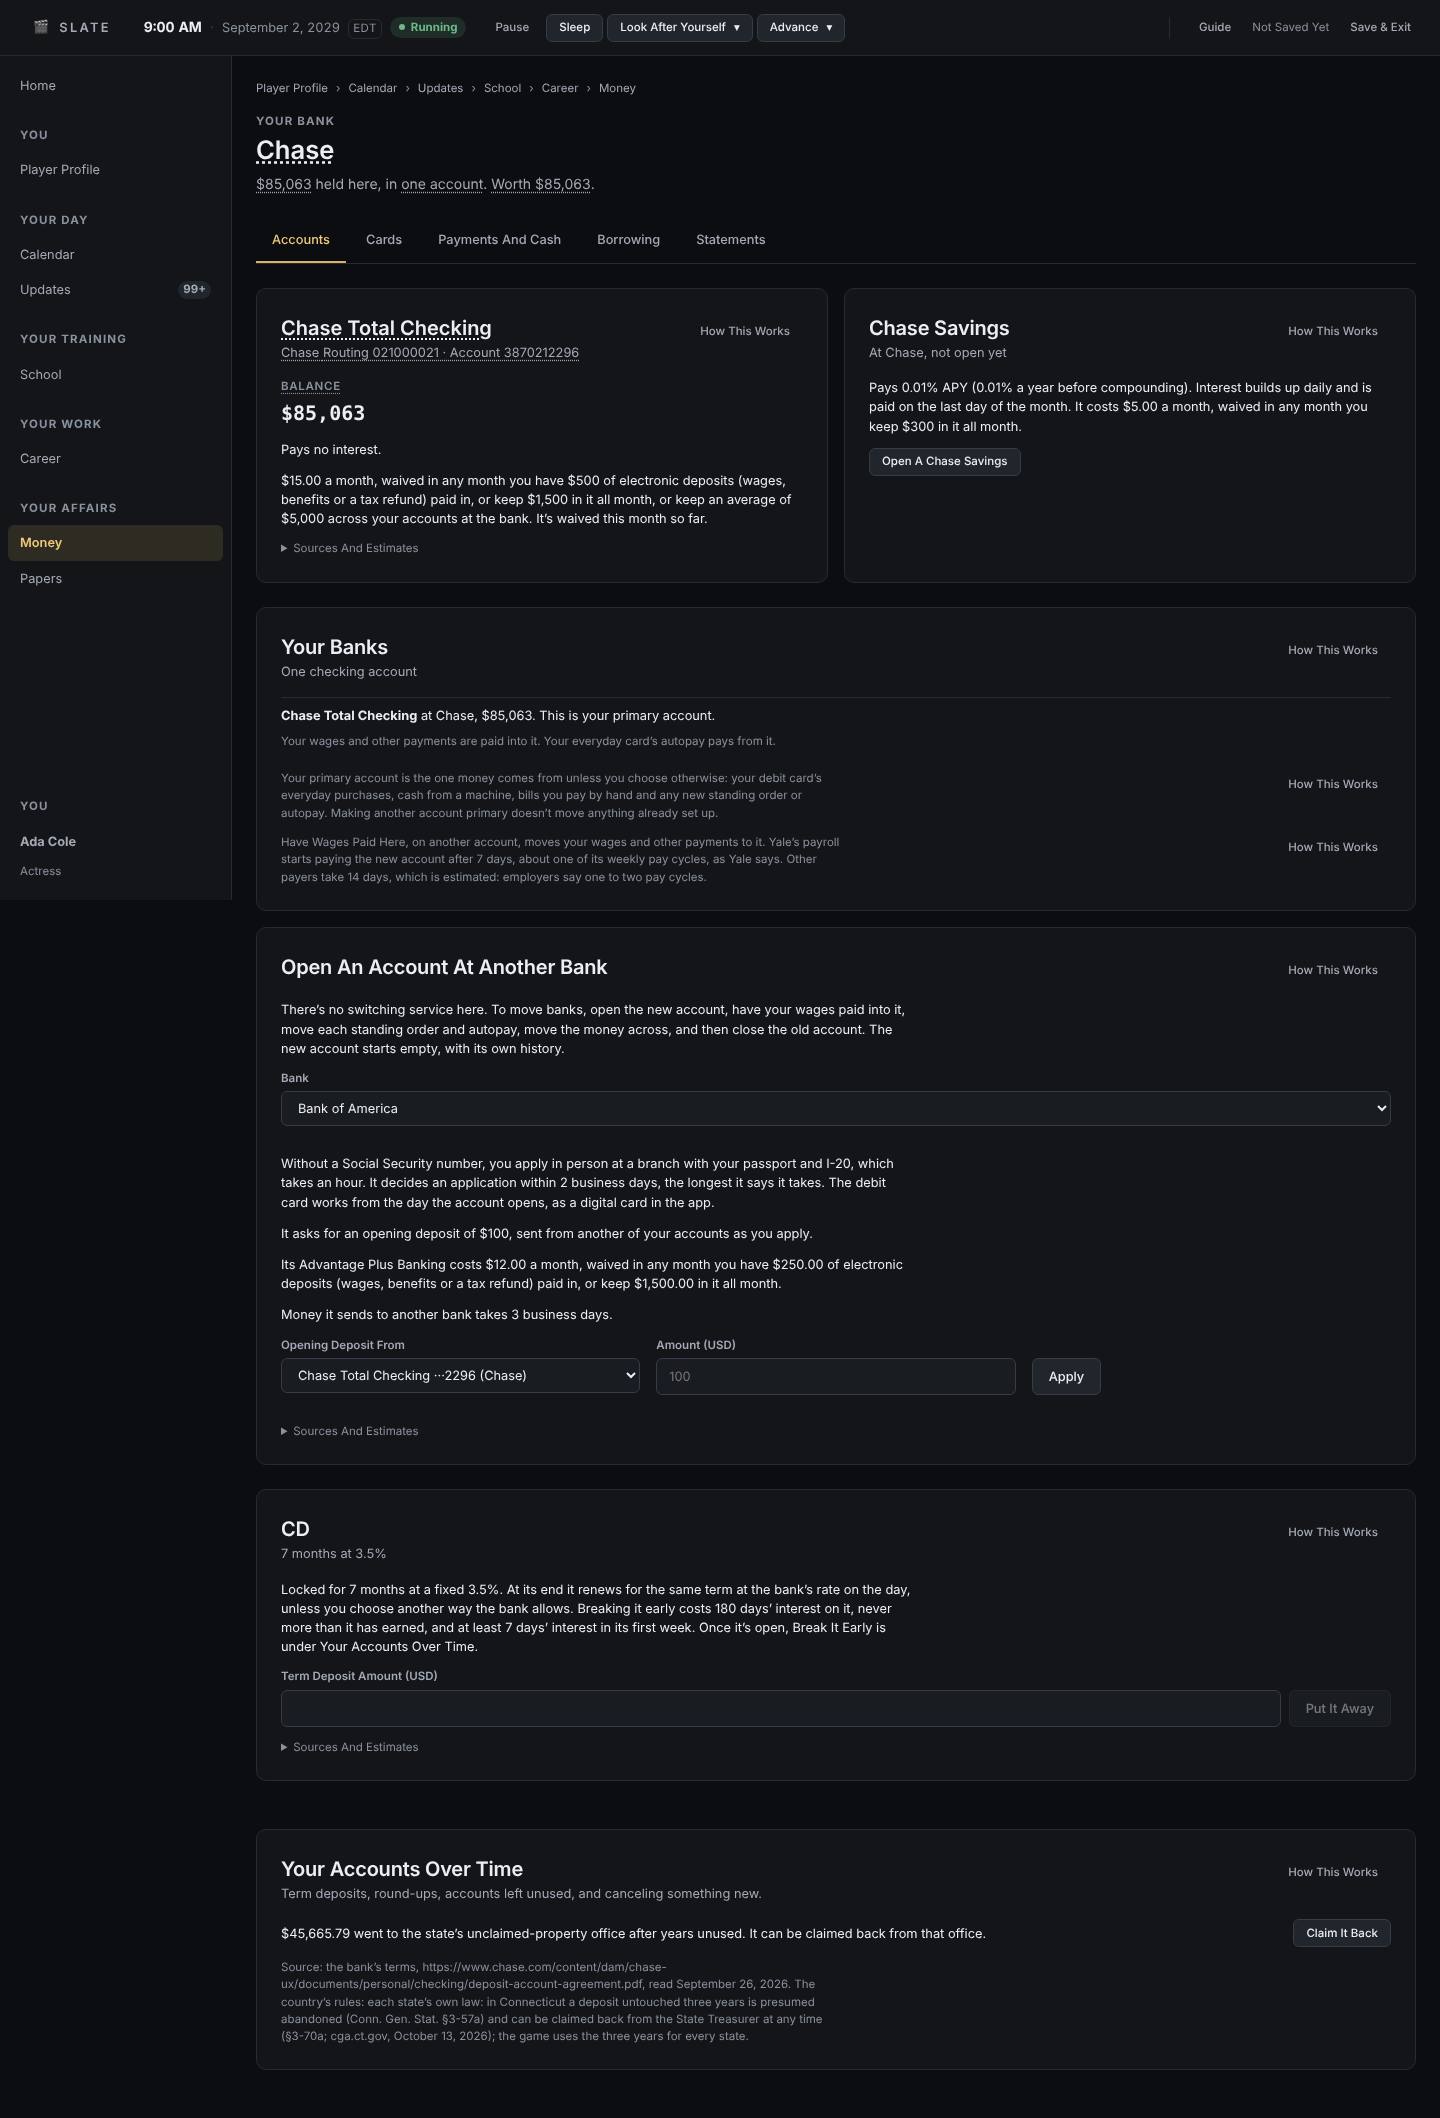 SLATE
9:00 AM · September 2, 2029 EDT Running Pause Sleep Look After Yourself ▾ Advance ▾ Guide Not Saved Yet Save & Exit
Home
YOU
Player Profile
YOUR DAY
Calendar
Updates 99+
YOUR TRAINING
School
YOUR WORK
Career
YOUR AFFAIRS
Money
Papers
YOU
Ada Cole
Actress
Player Profile › Calendar › Updates › School › Career › Money
YOUR BANK
Chase
$85,063 held here, in one account. Worth $85,063.
Accounts Cards Payments And Cash Borrowing Statements
Chase Total Checking How This Works
Chase Routing 021000021 · Account 3870212296
BALANCE
$85,063
Pays no interest.
$15.00 a month, waived in any month you have $500 of electronic deposits (wages,
benefits or a tax refund) paid in, or keep $1,500 in it all month, or keep an average of
$5,000 across your accounts at the bank. It’s waived this month so far.
▶ Sources And Estimates
Chase Savings How This Works
At Chase, not open yet
Pays 0.01% APY (0.01% a year before compounding). Interest builds up daily and is
paid on the last day of the month. It costs $5.00 a month, waived in any month you
keep $300 in it all month.
Open A Chase Savings
Your Banks How This Works
One checking account
Chase Total Checking at Chase, $85,063. This is your primary account.
Your wages and other payments are paid into it. Your everyday card’s autopay pays from it.
Your primary account is the one money comes from unless you choose otherwise: your debit card’s How This Works
everyday purchases, cash from a machine, bills you pay by hand and any new standing order or
autopay. Making another account primary doesn’t move anything already set up.
Have Wages Paid Here, on another account, moves your wages and other payments to it. Yale’s payroll How This Works
starts paying the new account after 7 days, about one of its weekly pay cycles, as Yale says. Other
payers take 14 days, which is estimated: employers say one to two pay cycles.
Open An Account At Another Bank How This Works
There’s no switching service here. To move banks, open the new account, have your wages paid into it,
move each standing order and autopay, move the money across, and then close the old account. The
new account starts empty, with its own history.
Bank
Bank of America
Without a Social Security number, you apply in person at a branch with your passport and I-20, which
takes an hour. It decides an application within 2 business days, the longest it says it takes. The debit
card works from the day the account opens, as a digital card in the app.
It asks for an opening deposit of $100, sent from another of your accounts as you apply.
Its Advantage Plus Banking costs $12.00 a month, waived in any month you have $250.00 of electronic
deposits (wages, benefits or a tax refund) paid in, or keep $1,500.00 in it all month.
Money it sends to another bank takes 3 business days.
Opening Deposit From Amount (USD)
Chase Total Checking ···2296 (Chase) 100 Apply
▶ Sources And Estimates
CD How This Works
7 months at 3.5%
Locked for 7 months at a fixed 3.5%. At its end it renews for the same term at the bank’s rate on the day,
unless you choose another way the bank allows. Breaking it early costs 180 days’ interest on it, never
more than it has earned, and at least 7 days’ interest in its first week. Once it’s open, Break It Early is
under Your Accounts Over Time.
Term Deposit Amount (USD)
Put It Away
▶ Sources And Estimates
Your Accounts Over Time How This Works
Term deposits, round-ups, accounts left unused, and canceling something new.
$45,665.79 went to the state’s unclaimed-property office after years unused. It can be claimed back from that office. Claim It Back
Source: the bank’s terms, https://www.chase.com/content/dam/chase-
ux/documents/personal/checking/deposit-account-agreement.pdf, read September 26, 2026. The
country’s rules: each state’s own law: in Connecticut a deposit untouched three years is presumed
abandoned (Conn. Gen. Stat. §3-57a) and can be claimed back from the State Treasurer at any time
(§3-70a; cga.ct.gov, October 13, 2026); the game uses the three years for every state.